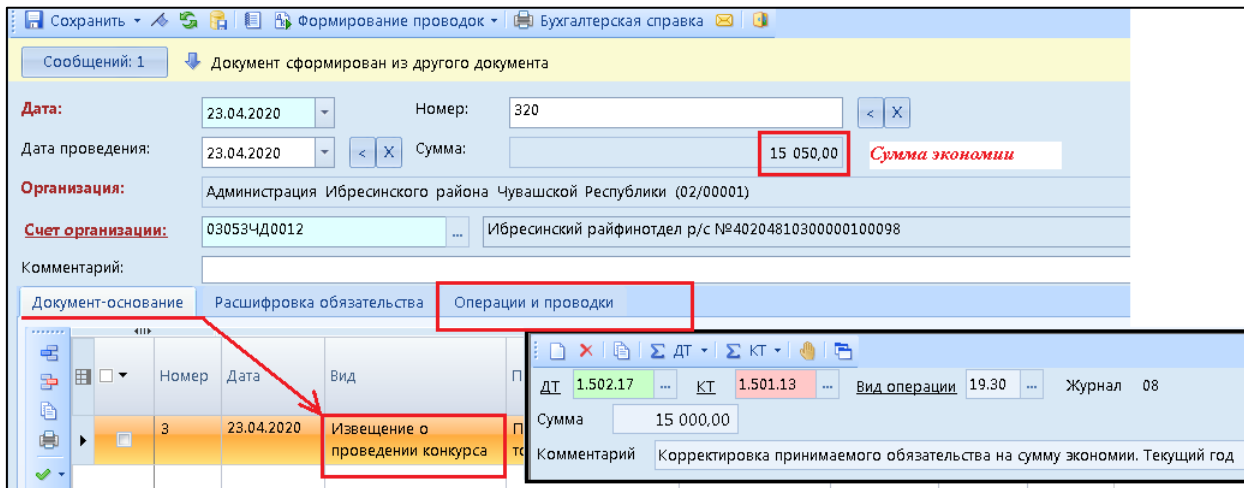 Сохранить Формирование проводок Бухгалтерская справка
Сообщений: 1 Документ сформирован из другого документа
Дата: 23.04.2020 Номер: 320 < X
Дата проведения: 23.04.2020 < X Сумма: 15 050,00 Сумма экономии
Организация: Администрация Ибресинского района Чувашской Республики (02/00001)
Счет организации: 03053ЧД0012 ... Ибресинский райфинотдел р/с №40204810300000100098
Комментарий:
Документ-основание Расшифровка обязательства Операции и проводки
Номер Дата Вид
3 23.04.2020 Извещение о
проведении конкурса
Σ ДТ Σ КТ
ДТ 1.502.17 ... КТ 1.501.13 ... Вид операции 19.30 ... Журнал 08
Сумма 15 000,00
Комментарий Корректировка принимаемого обязательства на сумму экономии. Текущий год